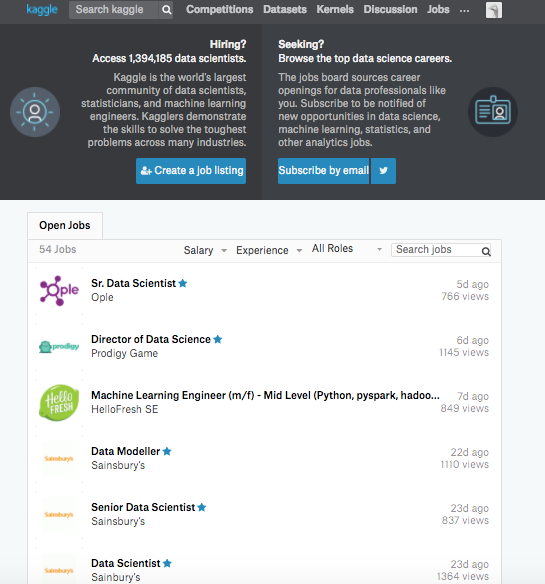 kaggle Search kaggle Competitions Datasets Kernels Discussion Jobs ...
Hiring?
Access 1,394,185 data scientists.
Kaggle is the world's largest
community of data scientists,
statisticians, and machine learning
engineers. Kagglers demonstrate
the skills to solve the toughest
problems across many industries.
Create a job listing
Seeking?
Browse the top data science careers.
The jobs board sources career
openings for data professionals like
you. Subscribe to be notified of
new opportunities in data science,
machine learning, statistics, and
other analytics jobs.
Subscribe by email
Open Jobs
54 Jobs Salary Experience All Roles Search jobs
Ople
Sr. Data Scientist 5d ago
Ople 766 views
prodigy
Director of Data Science 6d ago
Prodigy Game 1145 views
Hello
FRESH
Machine Learning Engineer (m/f) - Mid Level (Python, pyspark, hadoo... 7d ago
HelloFresh SE 849 views
Sainsbury's
Data Modeller 22d ago
Sainsbury's 1110 views
Sainsbury's
Senior Data Scientist 23d ago
Sainsbury's 837 views
Sainsbury's
Data Scientist 23d ago
Sainbury's 1364 views